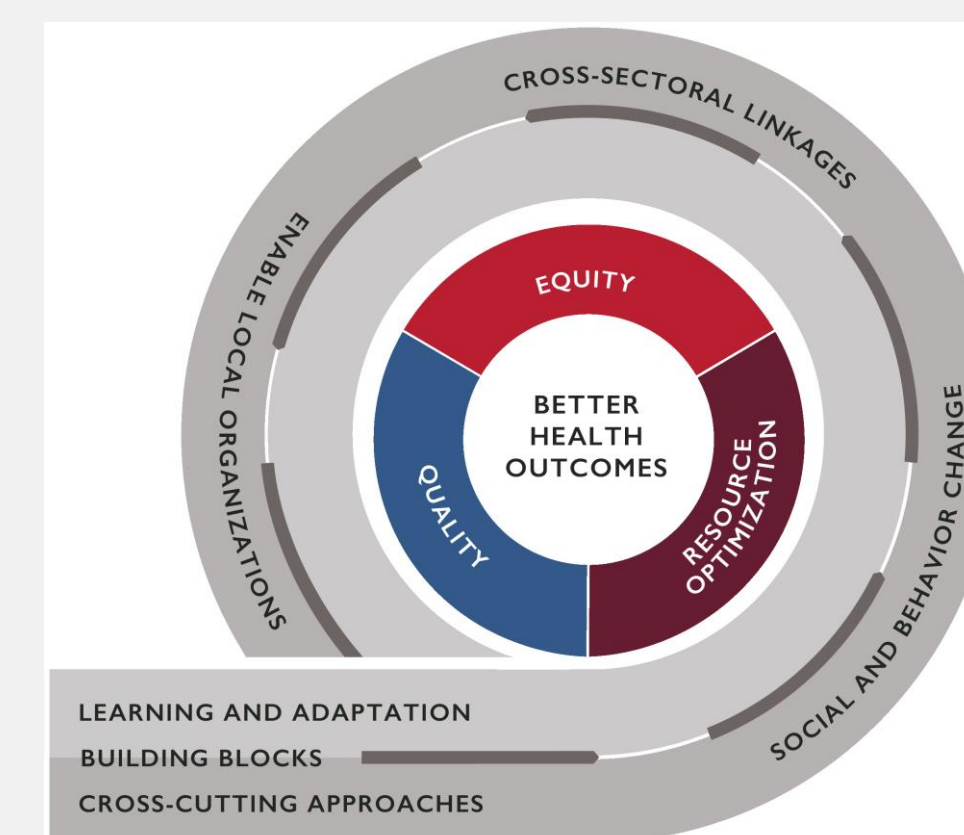 CROSS-SECTORAL LINKAGES
ENABLE LOCAL ORGANIZATIONS
EQUITY
BETTER
HEALTH
OUTCOMES
QUALITY
RESOURCE
OPTIMIZATION
SOCIAL AND BEHAVIOR CHANGE
LEARNING AND ADAPTATION
BUILDING BLOCKS
CROSS-CUTTING APPROACHES